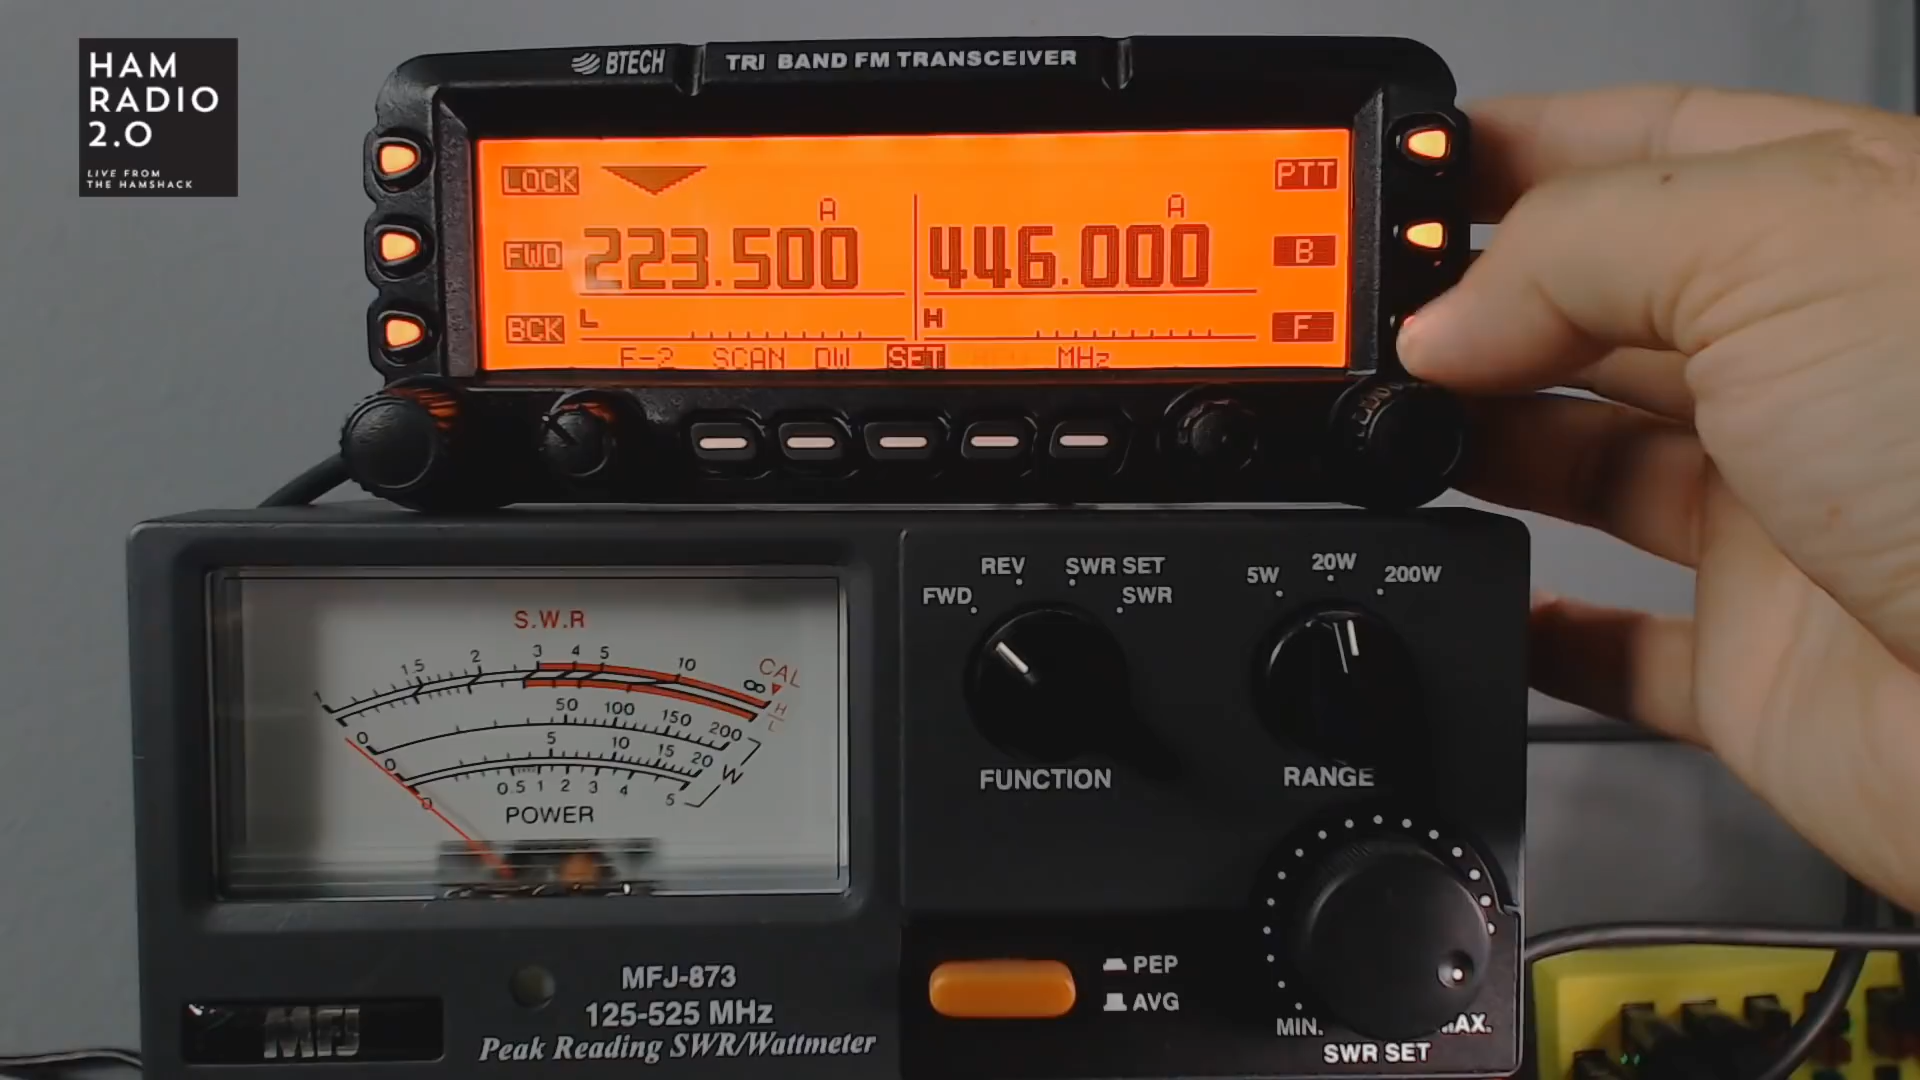 HAM
RADIO
2.0
LIVE FROM
THE HAMSHACK
BTECH TRI BAND FM TRANSCEIVER
LOCK PTT
A A
FWD 223.500 446.000 B
BCK L H F
F-2 SCAN DW SET MHz
S.W.R
1 1.5 2 3 4 5 10 ∞ CAL
H
L
0 50 100 150 200
0 5 10 15 20 W
0 0.5 1 2 3 4 5
POWER
FWD REV SWR SET SWR
FUNCTION
5W 20W 200W
RANGE
MFJ
MFJ-873
125-525 MHz
Peak Reading SWR/Wattmeter
PEP
AVG
MIN.
SWR SET